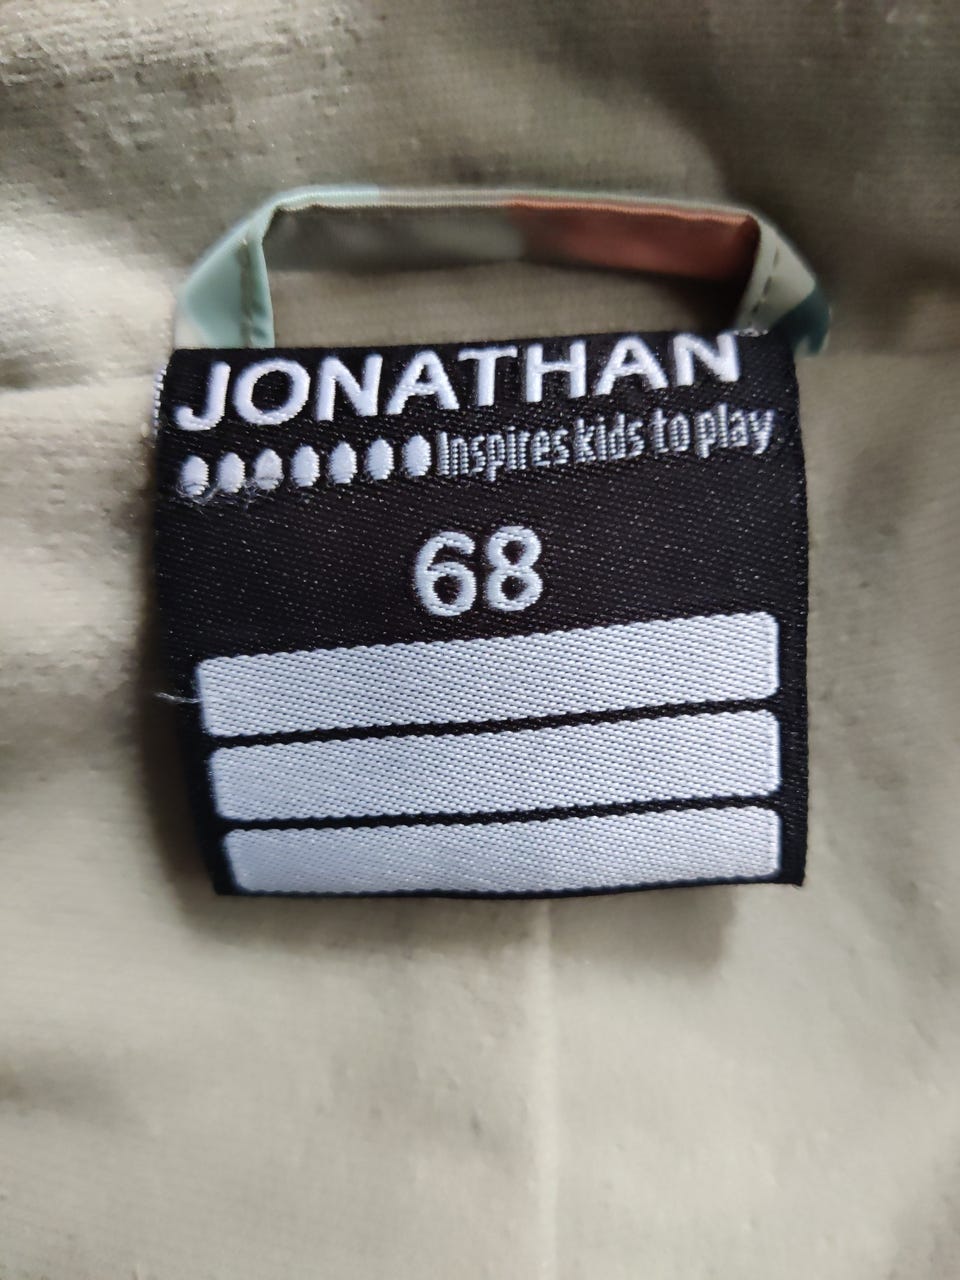 JONATHAN
Inspires kids to play
68